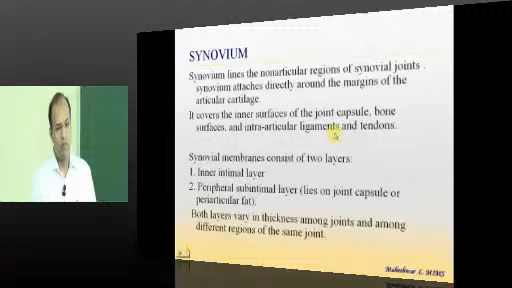 SYNOVIUM
Synovium lines the nonarticular regions of synovial joints .
synovium attaches directly around the margins of the
articular cartilage.
It covers the inner surfaces of the joint capsule, bone
surfaces, and intra-articular ligaments and tendons.
Synovial membranes consist of two layers:
1. Inner intimal layer
2. Peripheral subintimal layer (lies on joint capsule or
periarticular fat).
Both layers vary in thickness among joints and among
different regions of the same joint.
Maheshwar L. MIMS